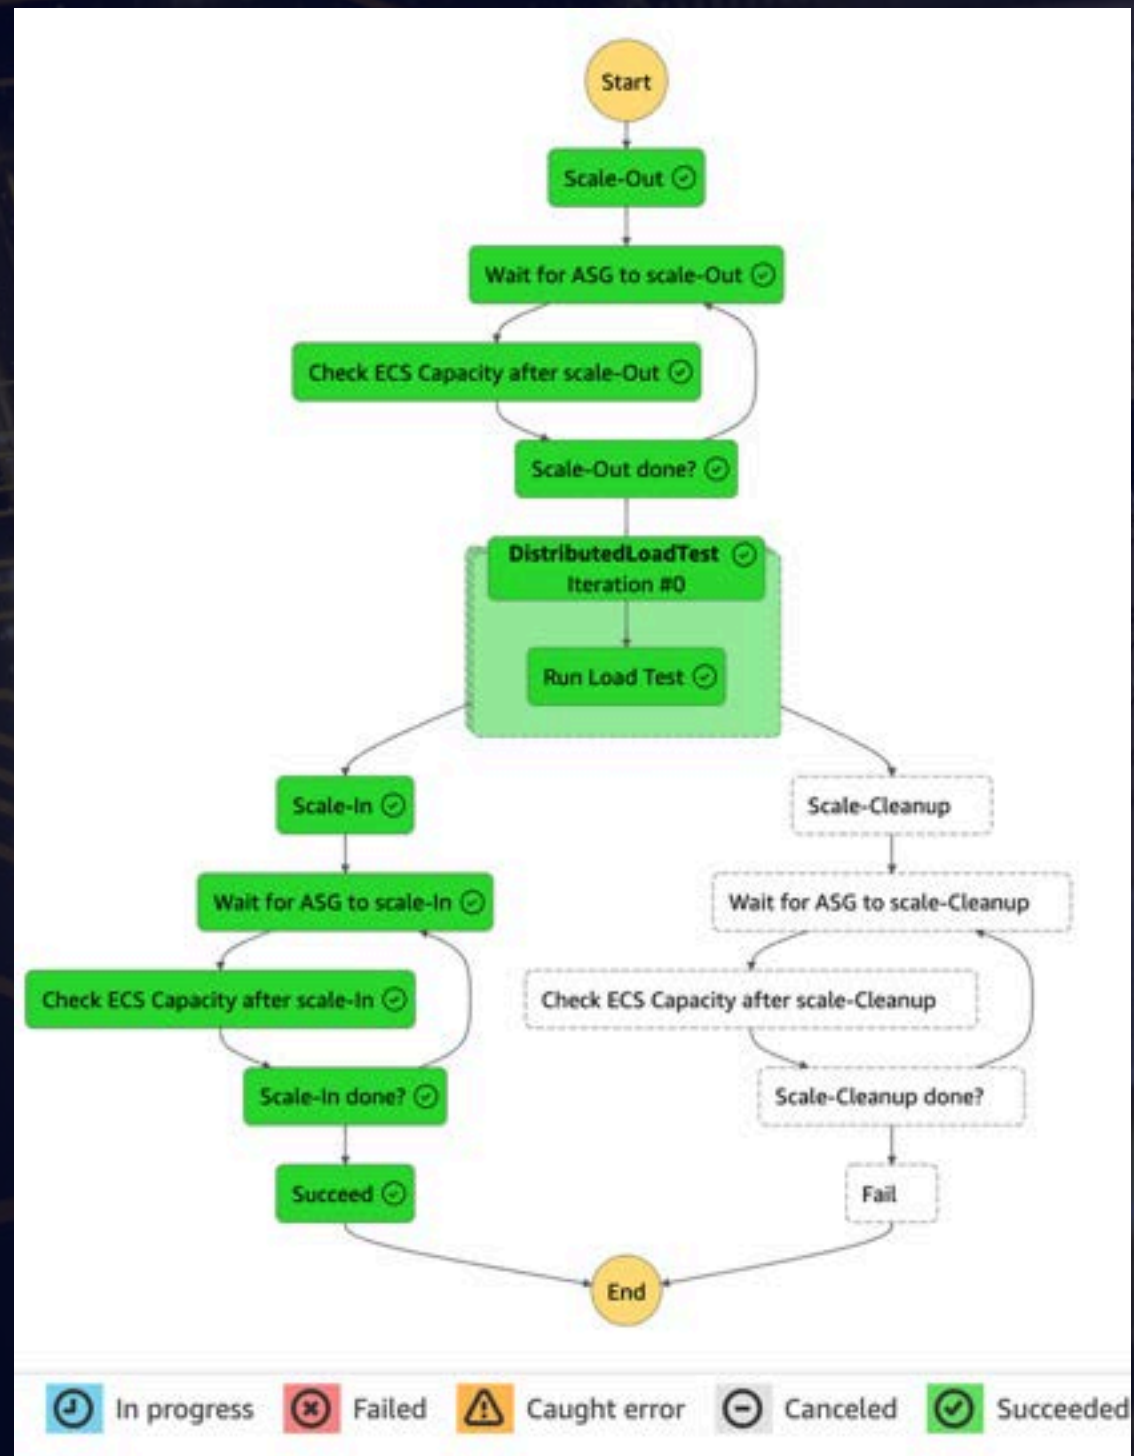 Start
Scale-Out
Wait for ASG to scale-Out
Check ECS Capacity after scale-Out
Scale-Out done?
DistributedLoadTest
Iteration #0
Run Load Test
Scale-In
Scale-Cleanup
Wait for ASG to scale-In
Wait for ASG to scale-Cleanup
Check ECS Capacity after scale-In
Check ECS Capacity after scale-Cleanup
Scale-In done?
Scale-Cleanup done?
Succeed
Fail
End
In progress
Failed
Caught error
Canceled
Succeeded